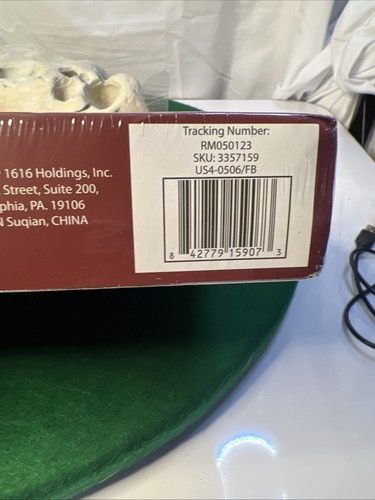 1616 Holdings, Inc.
Street, Suite 200,
phia, PA. 19106
N Suqian, CHINA
Tracking Number:
RM050123
SKU: 3357159
US4-0506/FB
8 42779 15907 3